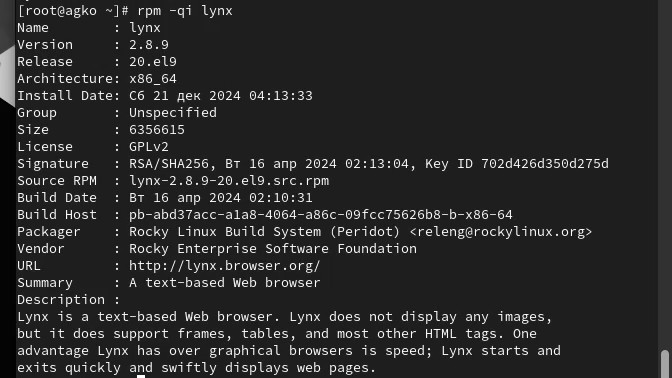 [root@agko ~]# rpm -qi lynx
Name        : lynx
Version     : 2.8.9
Release     : 20.el9
Architecture: x86_64
Install Date: Сб 21 дек 2024 04:13:33
Group       : Unspecified
Size        : 6356615
License     : GPLv2
Signature   : RSA/SHA256, Вт 16 апр 2024 02:13:04, Key ID 702d426d350d275d
Source RPM  : lynx-2.8.9-20.el9.src.rpm
Build Date  : Вт 16 апр 2024 02:10:31
Build Host  : pb-abd37acc-a1a8-4064-a86c-09fcc75626b8-b-x86-64
Packager    : Rocky Linux Build System (Peridot) <releng@rockylinux.org>
Vendor      : Rocky Enterprise Software Foundation
URL         : http://lynx.browser.org/
Summary     : A text-based Web browser
Description :
Lynx is a text-based Web browser. Lynx does not display any images,
but it does support frames, tables, and most other HTML tags. One
advantage Lynx has over graphical browsers is speed; Lynx starts and
exits quickly and swiftly displays web pages.